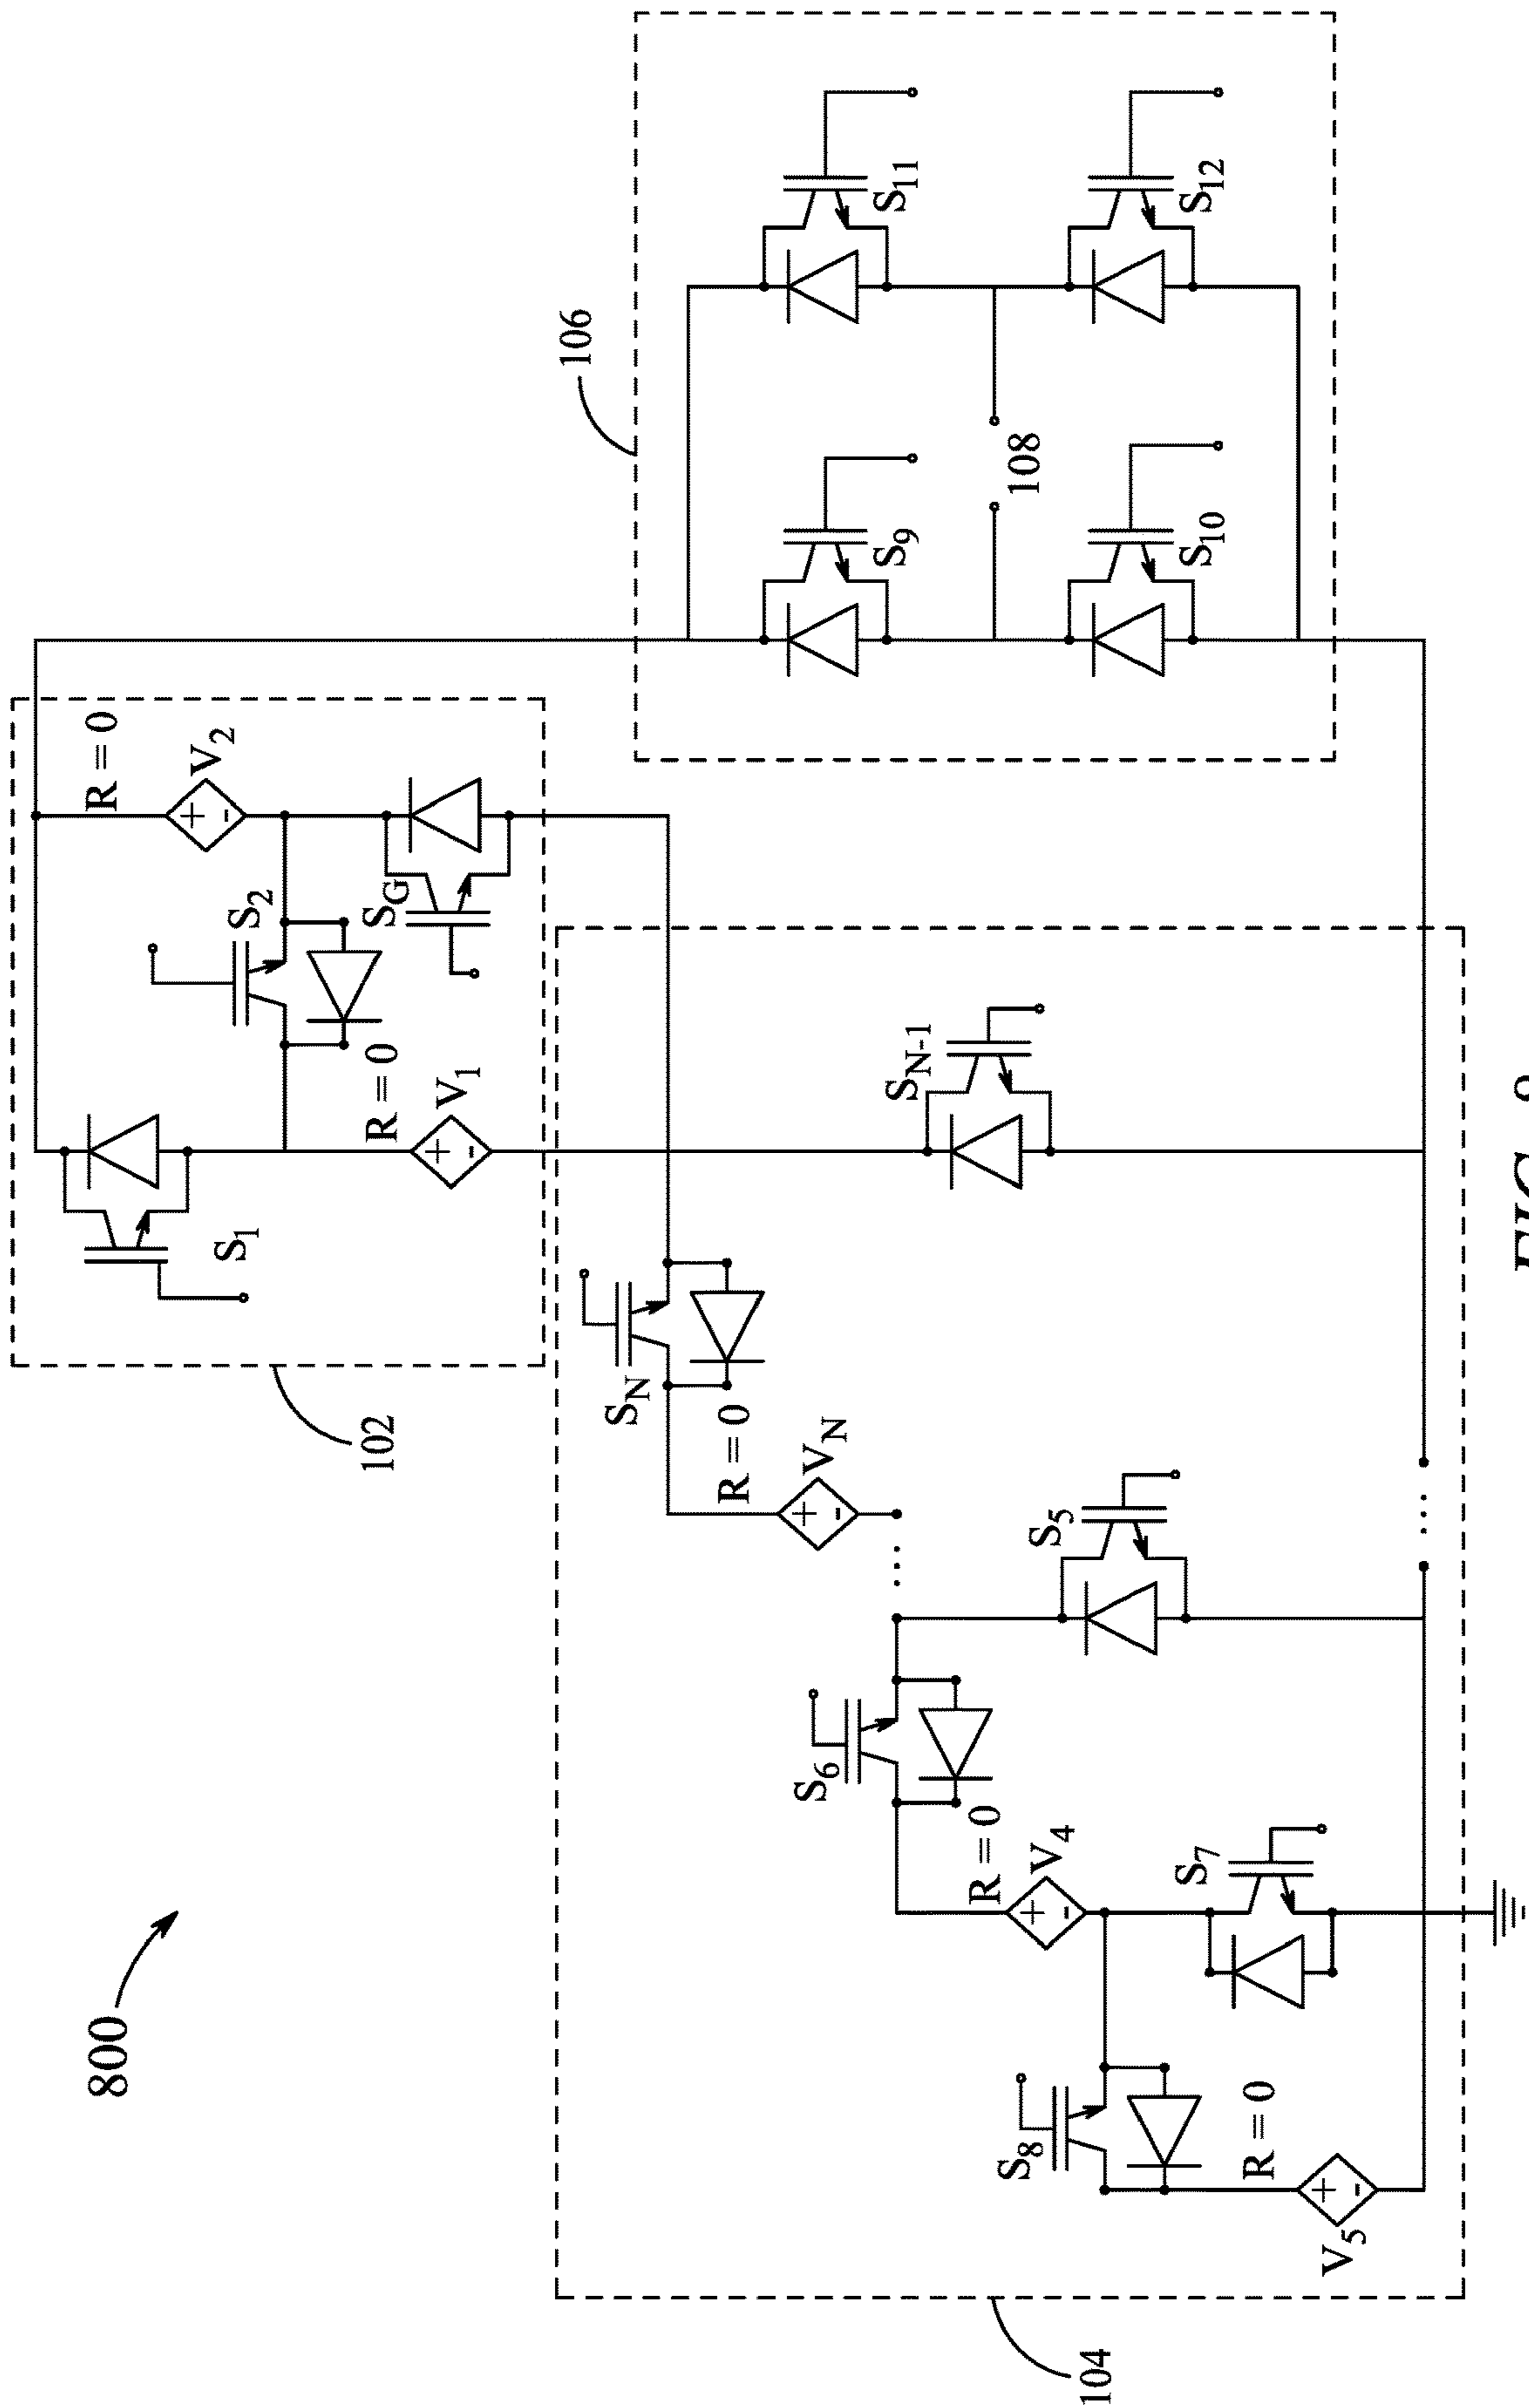 800
102
S1
R = 0
V1
S2
R = 0
V2
SG
104
SN
R = 0
VN
SN-1
S6
R = 0
V4
S5
S8
R = 0
V5
S7
106
S9
S11
108
S10
S12